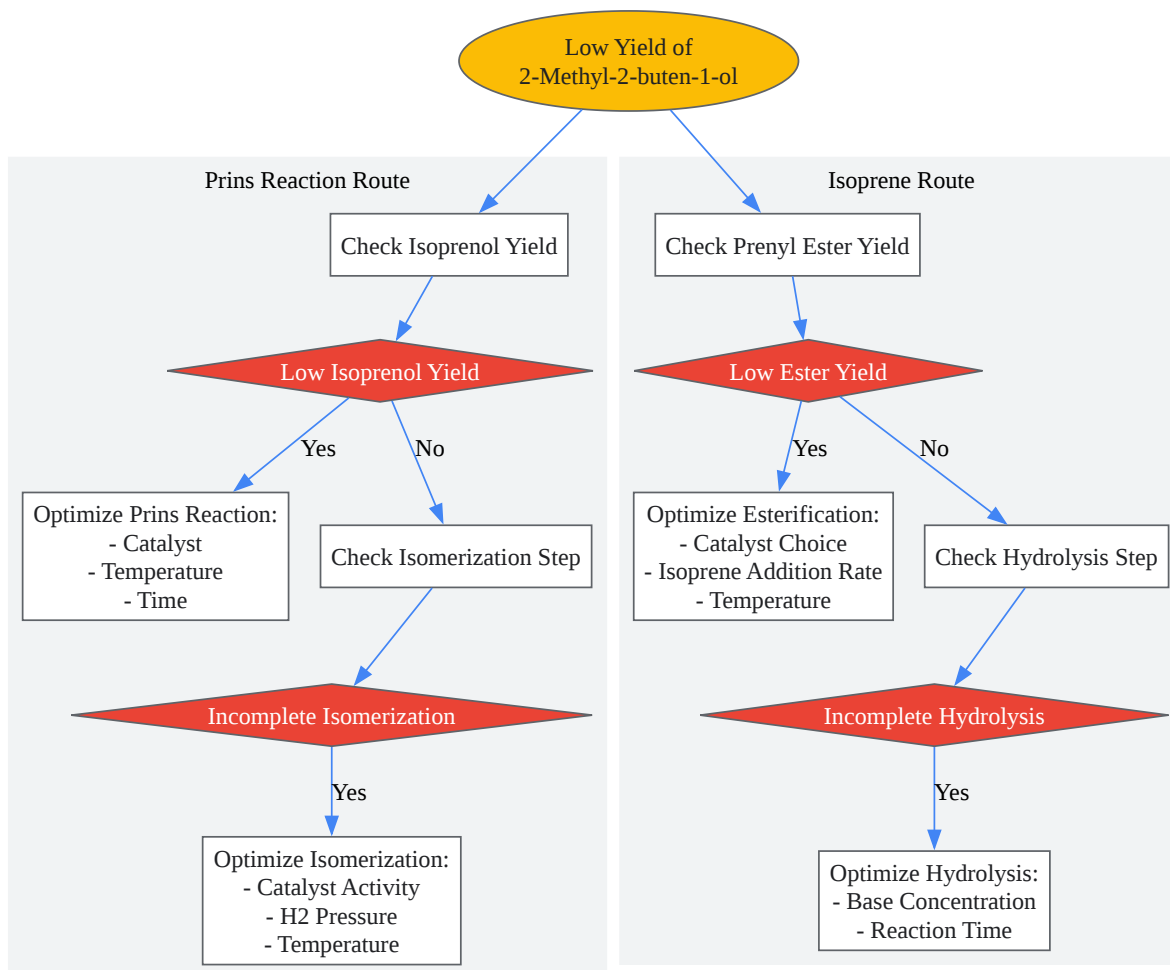 Low Yield of
2-Methyl-2-buten-1-ol
Prins Reaction Route
Isoprene Route
Check Isoprenol Yield
Check Prenyl Ester Yield
Low Isoprenol Yield
Low Ester Yield
Yes
No
Yes
No
Optimize Prins Reaction:
- Catalyst
- Temperature
- Time
Check Isomerization Step
Optimize Esterification:
- Catalyst Choice
- Isoprene Addition Rate
- Temperature
Check Hydrolysis Step
Incomplete Isomerization
Incomplete Hydrolysis
Yes
Yes
Optimize Isomerization:
- Catalyst Activity
- H2 Pressure
- Temperature
Optimize Hydrolysis:
- Base Concentration
- Reaction Time